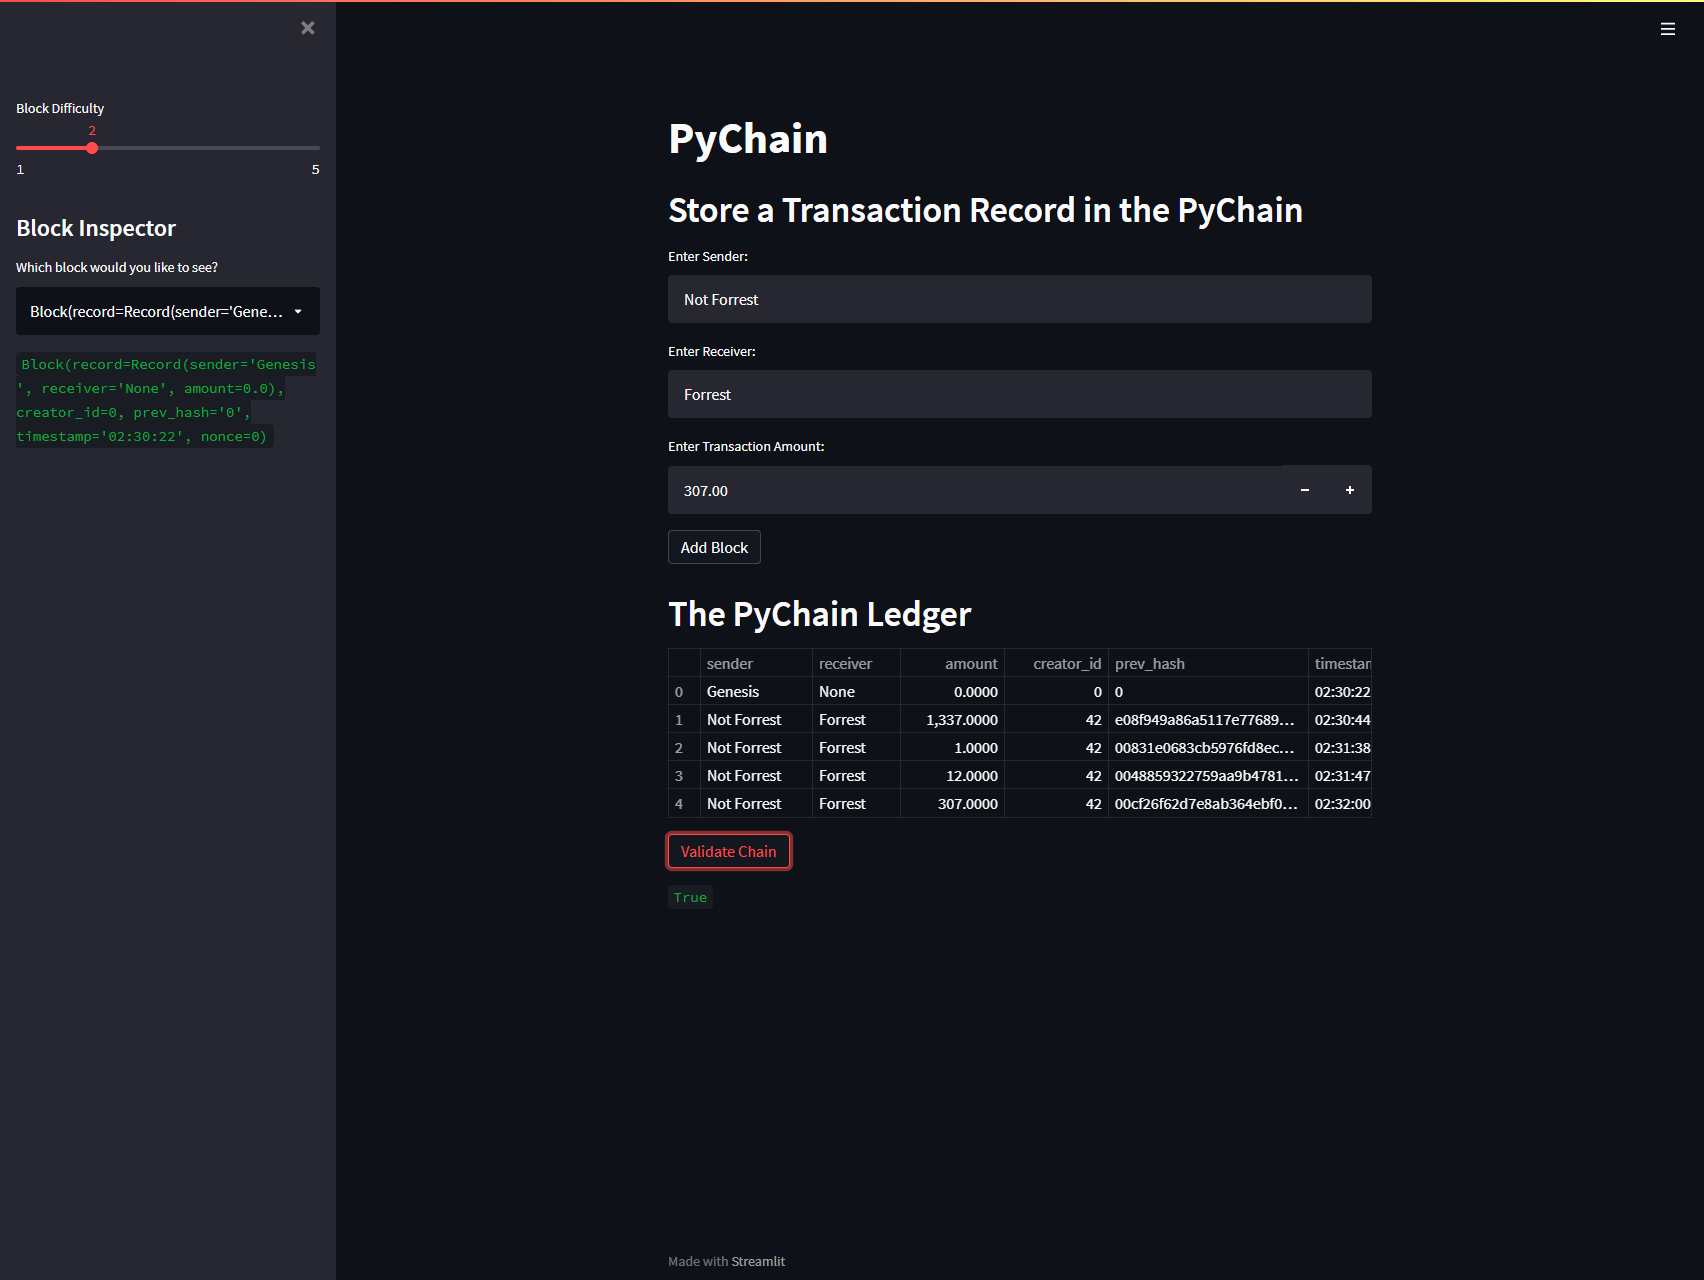 Block Difficulty
2
1 5
Block Inspector
Which block would you like to see?
Block(record=Record(sender='Gene...
Block(record=Record(sender='Genesis
', receiver='None', amount=0.0),
creator_id=0, prev_hash='0',
timestamp='02:30:22', nonce=0)
PyChain
Store a Transaction Record in the PyChain
Enter Sender:
Not Forrest
Enter Receiver:
Forrest
Enter Transaction Amount:
307.00 − +
Add Block
The PyChain Ledger
sender receiver amount creator_id prev_hash timestam
0 Genesis None 0.0000 0 0 02:30:22
1 Not Forrest Forrest 1,337.0000 42 e08f949a86a5117e77689... 02:30:44
2 Not Forrest Forrest 1.0000 42 00831e0683cb5976fd8ec... 02:31:38
3 Not Forrest Forrest 12.0000 42 0048859322759aa9b4781... 02:31:47
4 Not Forrest Forrest 307.0000 42 00cf26f62d7e8ab364ebf0... 02:32:00
Validate Chain
True
Made with Streamlit